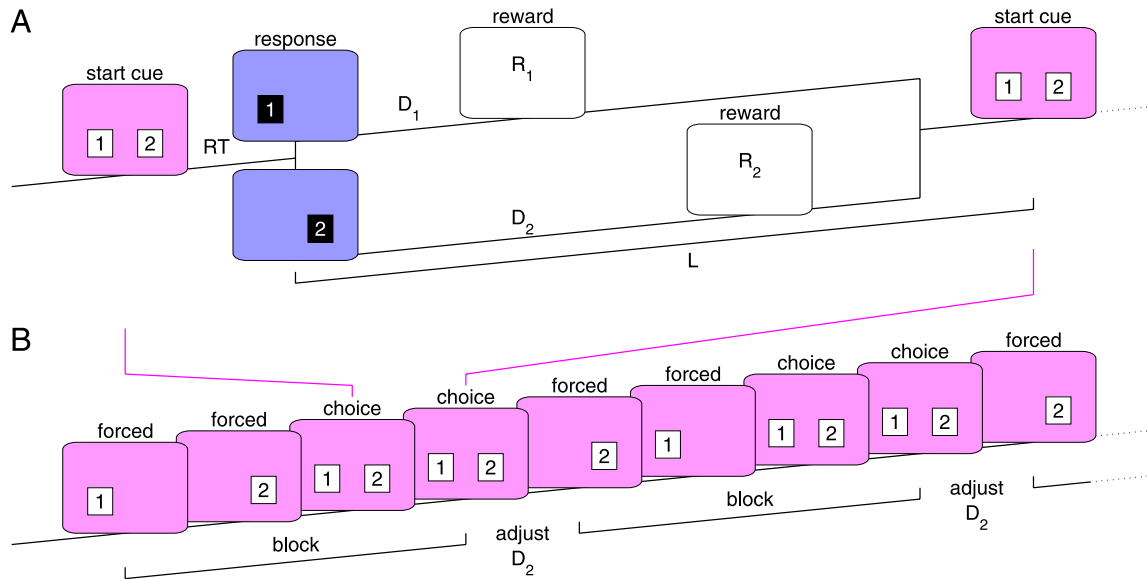 A
start cue
1 2
RT
response
1
2
D1
D2
reward
R1
reward
R2
start cue
1 2
L
B
forced
1
forced
2
choice
1 2
choice
1 2
forced
2
forced
1
choice
1 2
choice
1 2
forced
2
block
adjust
D2
block
adjust
D2